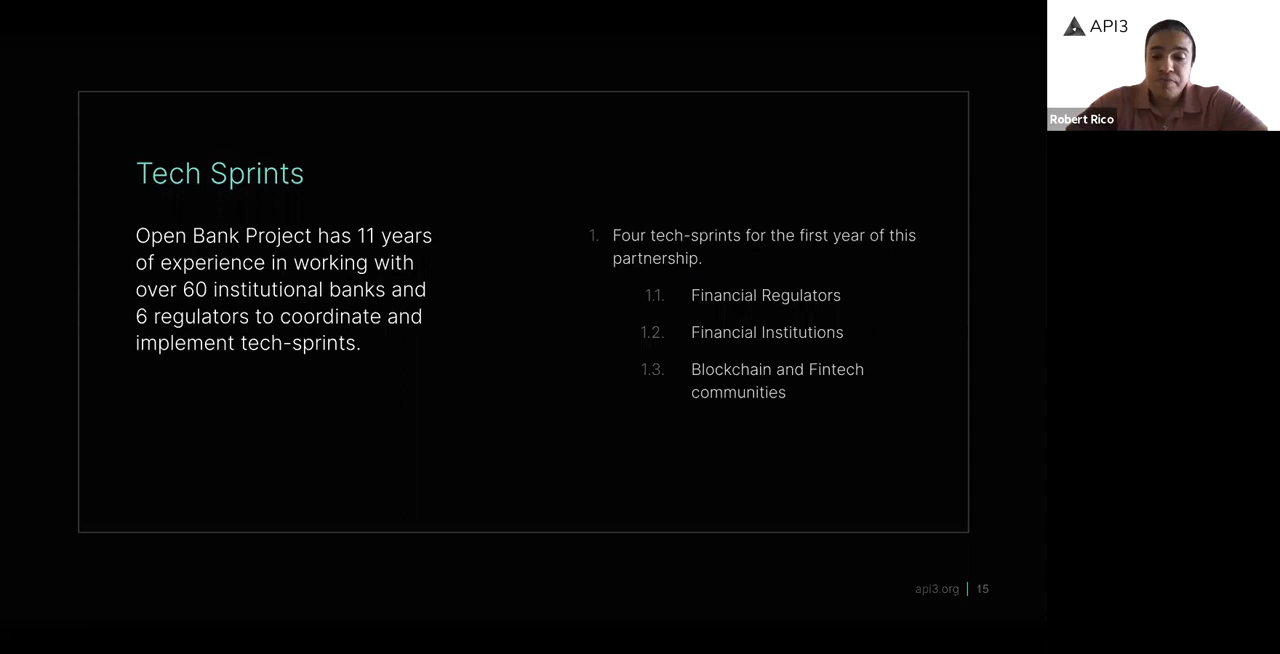 Tech Sprints
Open Bank Project has 11 years
of experience in working with
over 60 institutional banks and
6 regulators to coordinate and
implement tech-sprints.
1. Four tech-sprints for the first year of this
partnership.
1.1. Financial Regulators
1.2. Financial Institutions
1.3. Blockchain and Fintech
communities
api3.org | 15
API3
Robert Rico